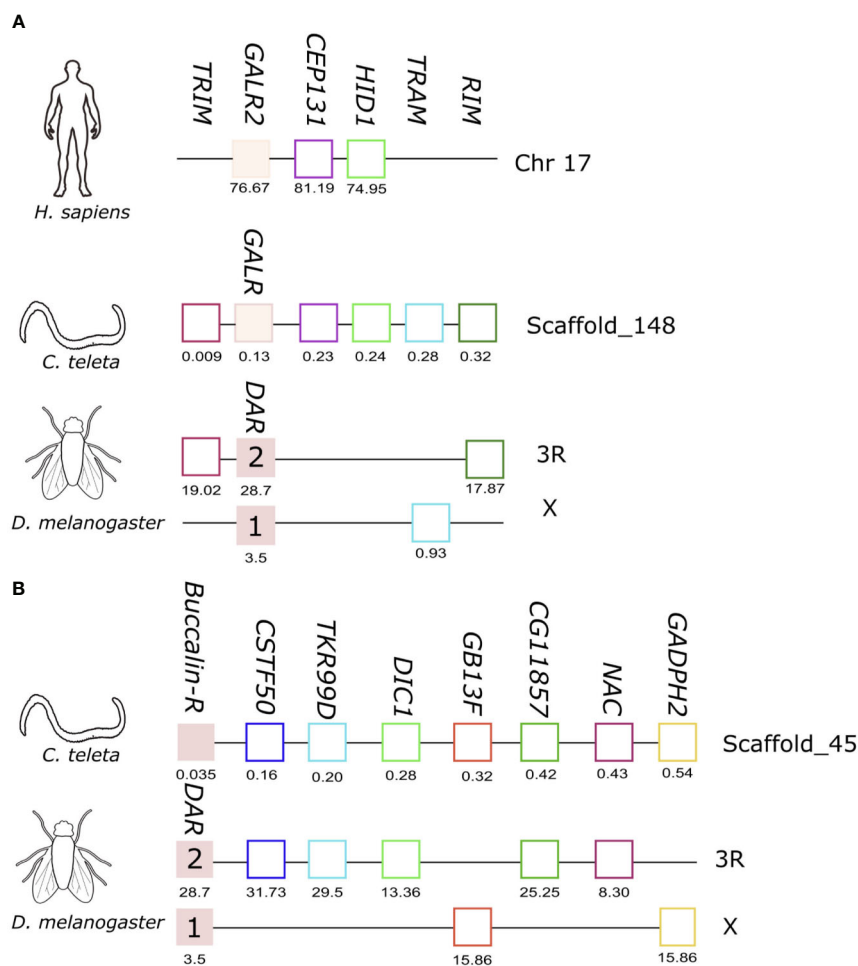 A
TRIM GALR2 CEP131 HID1 TRAM RIM
Chr 17
76.67 81.19 74.95
H. sapiens
GALR
Scaffold_148
0.009 0.13 0.23 0.24 0.28 0.32
C. teleta
DAR
2
3R
19.02 28.7 17.87
X
D. melanogaster
1
3.5 0.93
B
Buccalin-R CSTF50 TKR99D DIC1 GB13F CG11857 NAC GADPH2
Scaffold_45
C. teleta
0.035 0.16 0.20 0.28 0.32 0.42 0.43 0.54
DAR
2
3R
28.7 31.73 29.5 13.36 25.25 8.30
D. melanogaster
1
X
3.5 15.86 15.86